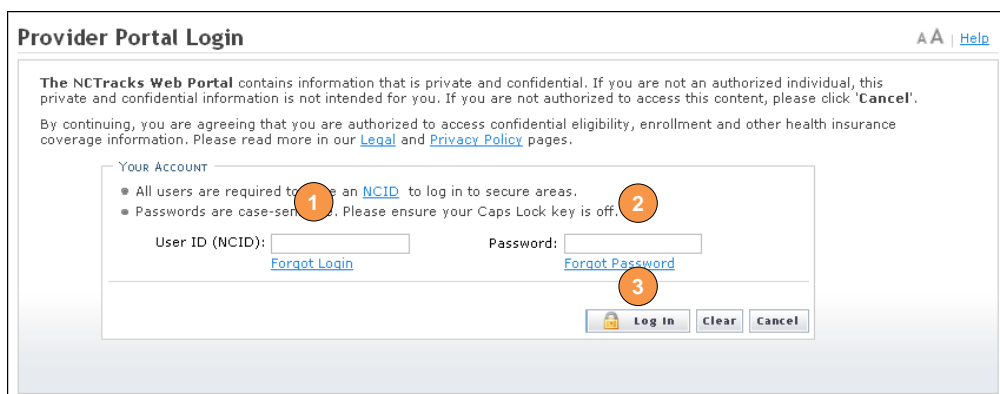 Provider Portal Login
A A | Help
The NCTracks Web Portal contains information that is private and confidential. If you are not an authorized individual, this
private and confidential information is not intended for you. If you are not authorized to access this content, please click 'Cancel'.
By continuing, you are agreeing that you are authorized to access confidential eligibility, enrollment and other health insurance
coverage information. Please read more in our Legal and Privacy Policy pages.
YOUR ACCOUNT
All users are required to an NCID to log in to secure areas.
1
Passwords are Please ensure your Caps Lock key is off.
2
User ID (NCID): Password:
Forgot Login Forgot Password
3
Log In Clear Cancel